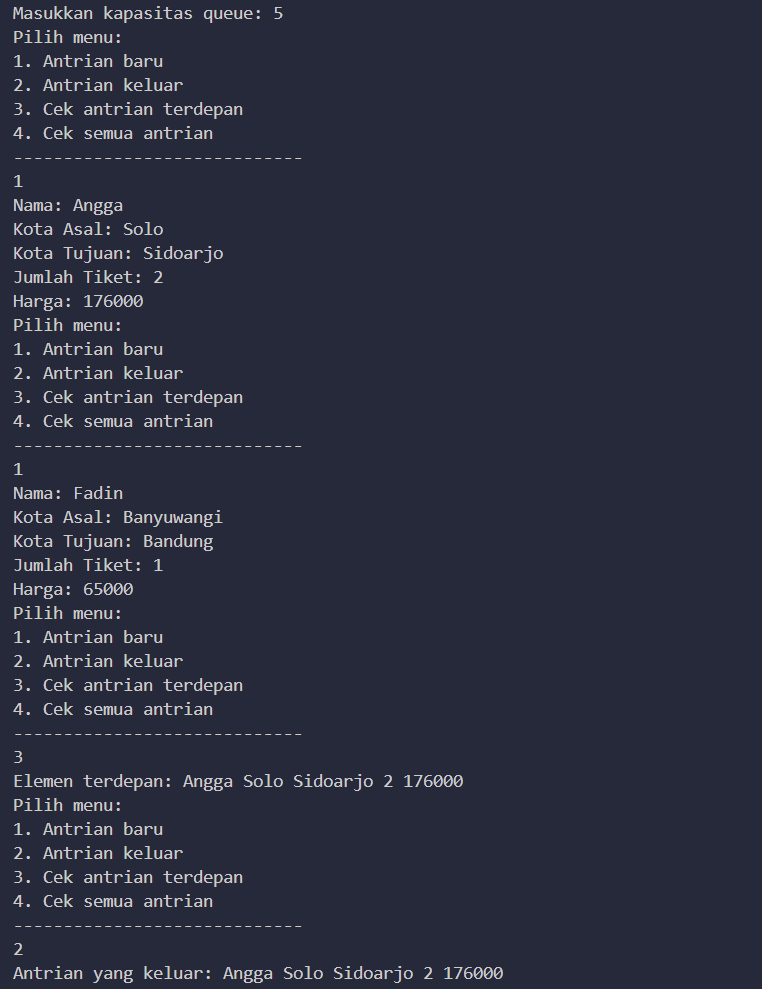 Masukkan kapasitas queue: 5
Pilih menu:
1. Antrian baru
2. Antrian keluar
3. Cek antrian terdepan
4. Cek semua antrian
-----------------------------
1
Nama: Angga
Kota Asal: Solo
Kota Tujuan: Sidoarjo
Jumlah Tiket: 2
Harga: 176000
Pilih menu:
1. Antrian baru
2. Antrian keluar
3. Cek antrian terdepan
4. Cek semua antrian
-----------------------------
1
Nama: Fadin
Kota Asal: Banyuwangi
Kota Tujuan: Bandung
Jumlah Tiket: 1
Harga: 65000
Pilih menu:
1. Antrian baru
2. Antrian keluar
3. Cek antrian terdepan
4. Cek semua antrian
-----------------------------
3
Elemen terdepan: Angga Solo Sidoarjo 2 176000
Pilih menu:
1. Antrian baru
2. Antrian keluar
3. Cek antrian terdepan
4. Cek semua antrian
-----------------------------
2
Antrian yang keluar: Angga Solo Sidoarjo 2 176000